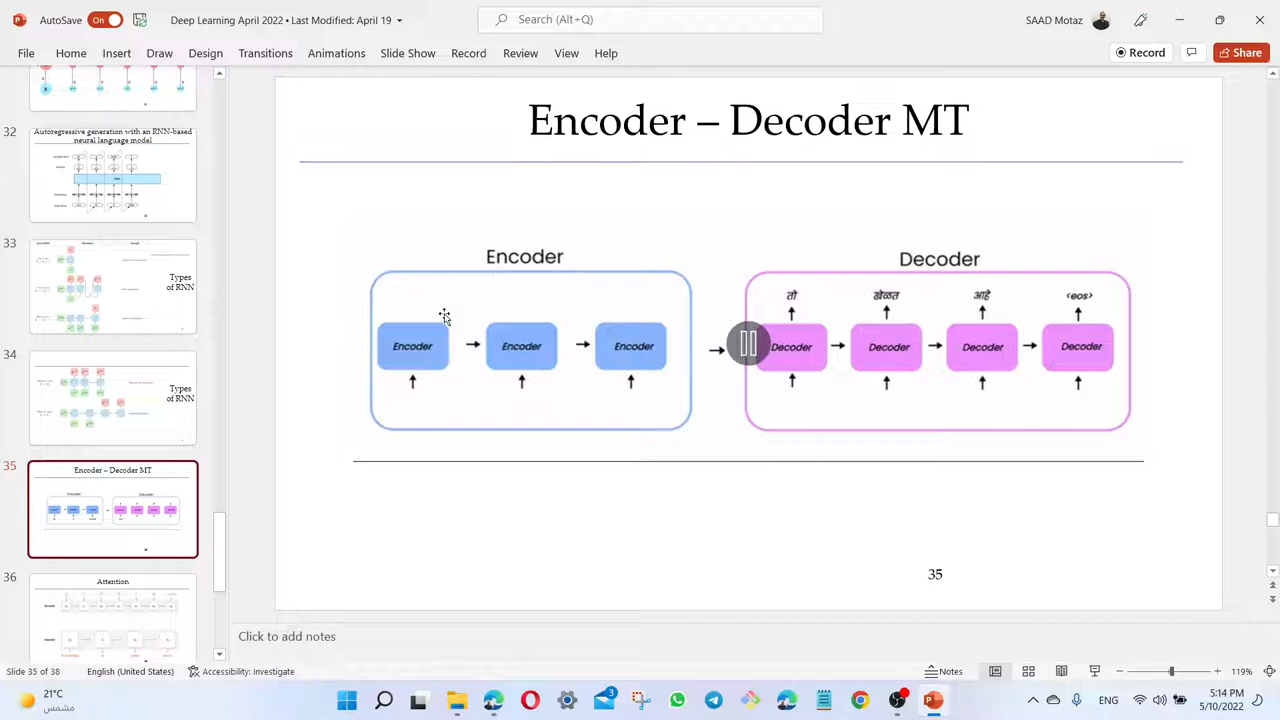 AutoSave
On
Deep Learning April 2022 • Last Modified: April 19
Search (Alt+Q)
SAAD Motaz
File Home Insert Draw Design Transitions Animations Slide Show Record Review View Help
Record
Share
32
Autoregressive generation with an RNN-based
neural language model
33
Types
of RNN
34
Types
of RNN
35
Encoder – Decoder MT
36
Attention
Encoder – Decoder MT
Encoder
Decoder
तो खेळत आहे <eos>
Encoder Encoder Encoder Decoder Decoder Decoder Decoder
35
Click to add notes
Slide 35 of 38 English (United States) Accessibility: Investigate Notes 119%
21°C
مشمس
3
ENG
5:14 PM
5/10/2022